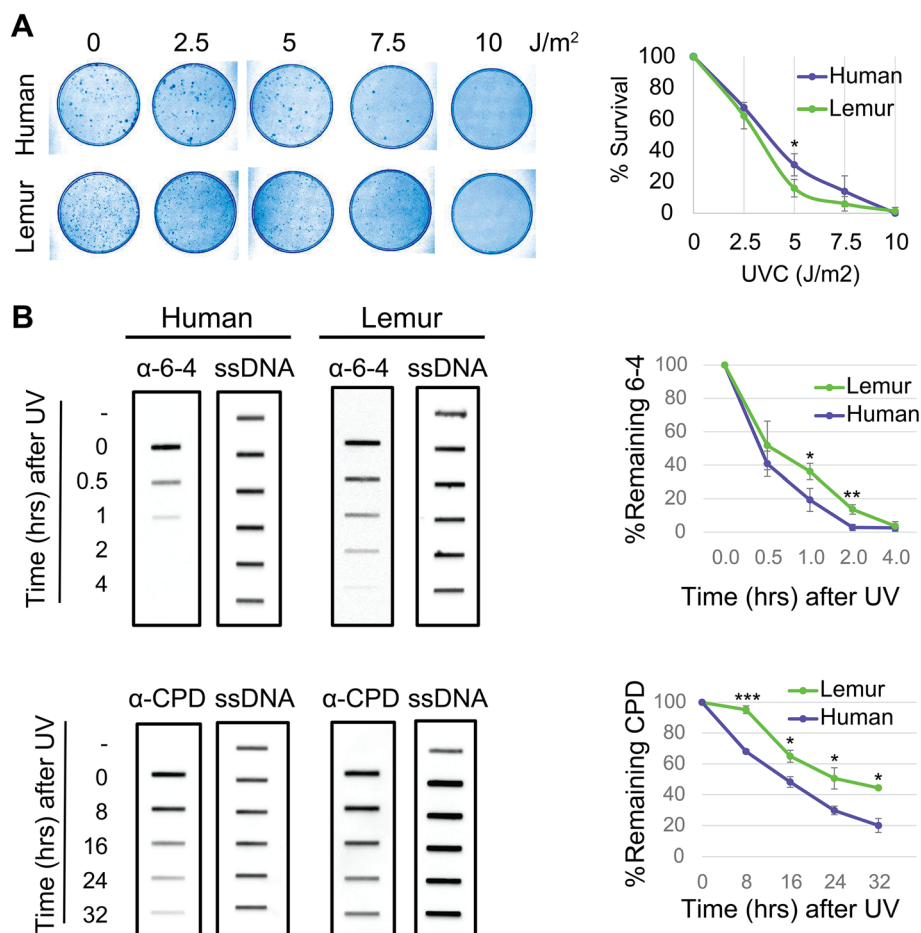 A
0 2.5 5 7.5 10 J/m²
Human
Lemur
% Survival
100
80
60
40
20
0
Human
Lemur
*
0 2.5 5 7.5 10
UVC (J/m2)
B
Human Lemur
α-6-4 ssDNA α-6-4 ssDNA
Time (hrs) after UV
-
0
0.5
1
2
4
%Remaining 6-4
100
80
60
40
20
0
Lemur
Human
*
**
0.0 0.5 1.0 2.0 4.0
Time (hrs) after UV
α-CPD ssDNA α-CPD ssDNA
Time (hrs) after UV
-
0
8
16
24
32
%Remaining CPD
100
80
60
40
20
0
Lemur
Human
***
*
*
*
0 8 16 24 32
Time (hrs) after UV